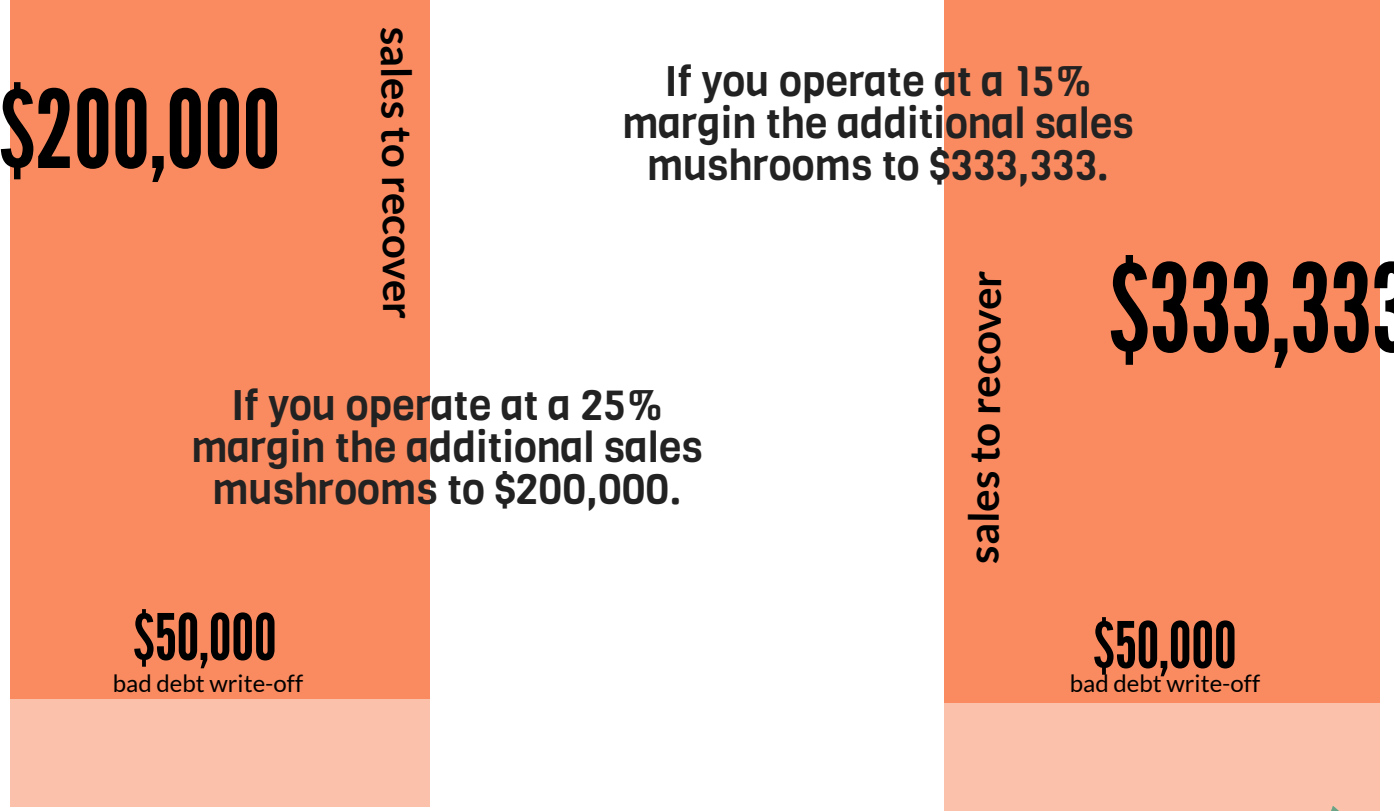 $200,000
sales to recover
If you operate at a 25%
margin the additional sales
mushrooms to $200,000.
$50,000
bad debt write-off
If you operate at a 15%
margin the additional sales
mushrooms to $333,333.
$333,333
sales to recover
$50,000
bad debt write-off